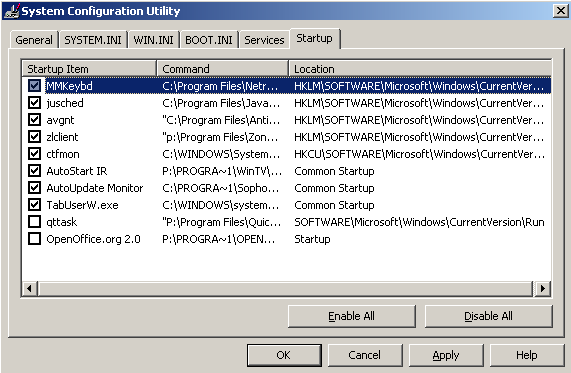 System Configuration Utility
General SYSTEM.INI WIN.INI BOOT.INI Services Startup
Startup Item Command Location
MMKeybd C:\Program Files\Netr... HKLM\SOFTWARE\Microsoft\Windows\CurrentVer...
jusched C:\Program Files\Java... HKLM\SOFTWARE\Microsoft\Windows\CurrentVer...
avgnt "C:\Program Files\Anti... HKLM\SOFTWARE\Microsoft\Windows\CurrentVer...
zlclient "p:\Program Files\Zon... HKLM\SOFTWARE\Microsoft\Windows\CurrentVer...
ctfmon C:\WINDOWS\System... HKCU\SOFTWARE\Microsoft\Windows\CurrentVer...
AutoStart IR P:\PROGRA~1\WinTV\... Common Startup
AutoUpdate Monitor C:\PROGRA~1\Sopho... Common Startup
TabUserW.exe C:\WINDOWS\system... Common Startup
qttask "P:\Program Files\Quic... SOFTWARE\Microsoft\Windows\CurrentVersion\Run
OpenOffice.org 2.0 P:\PROGRA~1\OPEN... Startup
Enable All Disable All
OK Cancel Apply Help